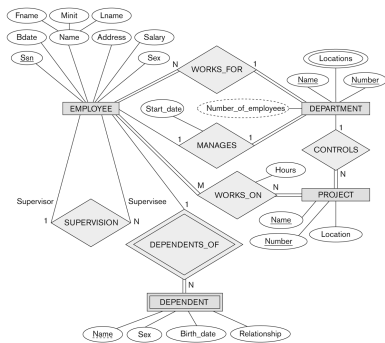 Fname Minit Lname
Bdate Name Address Salary
Ssn Sex
WORKS_FOR
N 1
Locations
Name Number
Start_date
Number_of_employees
EMPLOYEE
DEPARTMENT
1 MANAGES 1
1
CONTROLS
N
Hours
M WORKS_ON N
PROJECT
Name
Number
Location
Supervisor Supervisee
1 SUPERVISION N
1
DEPENDENTS_OF
N
DEPENDENT
Name Sex Birth_date Relationship